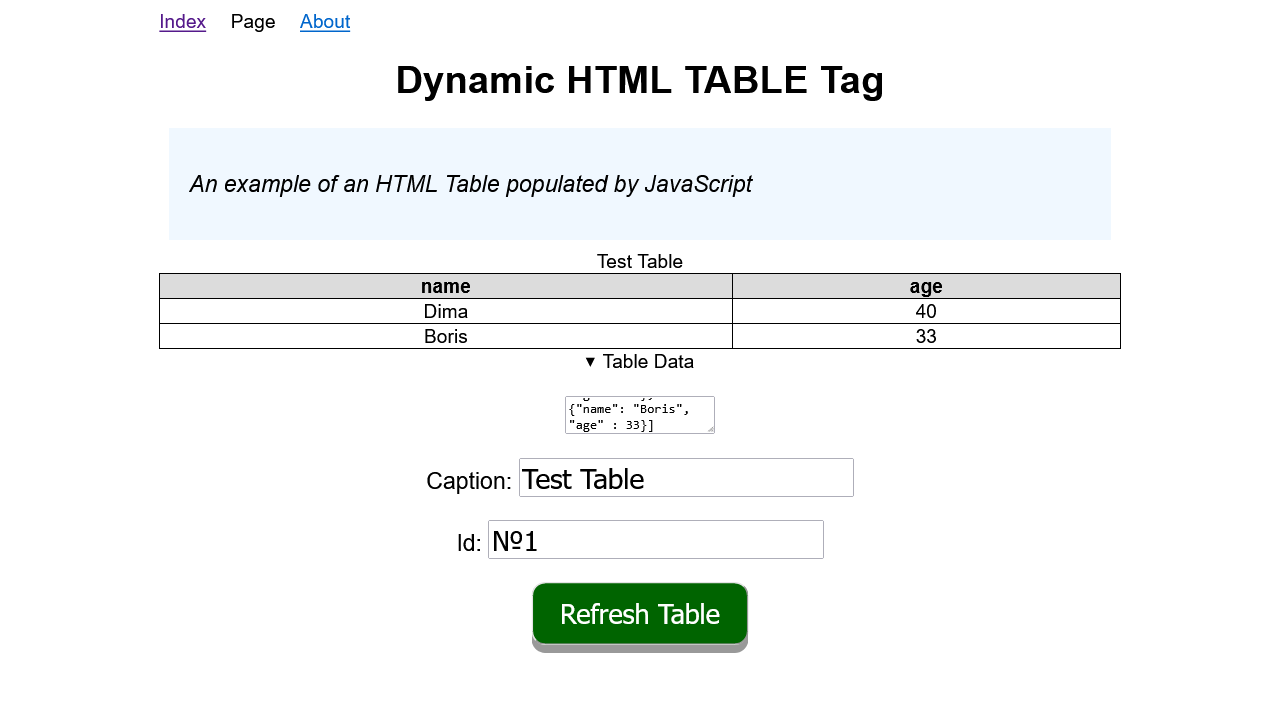 Index Page About
Dynamic HTML TABLE Tag
An example of an HTML Table populated by JavaScript
Test Table
name age
Dima 40
Boris 33
▼ Table Data
{"name": "Boris",
"age" : 33}]
Caption: Test Table
Id: №1
Refresh Table